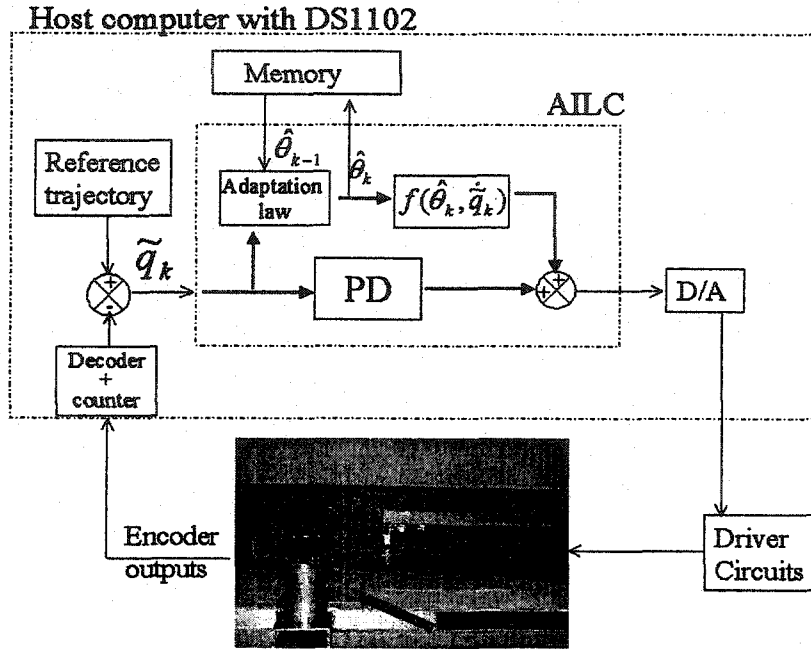 Host computer with DS1102
Memory
AILC
Reference
trajectory
θ̂ₖ₋₁
θ̂ₖ
Adaptation
law
f(θ̂ₖ, q̃̇ₖ)
+
-
q̃ₖ
PD
+
+
D/A
Decoder
+
counter
Encoder
outputs
Driver
Circuits